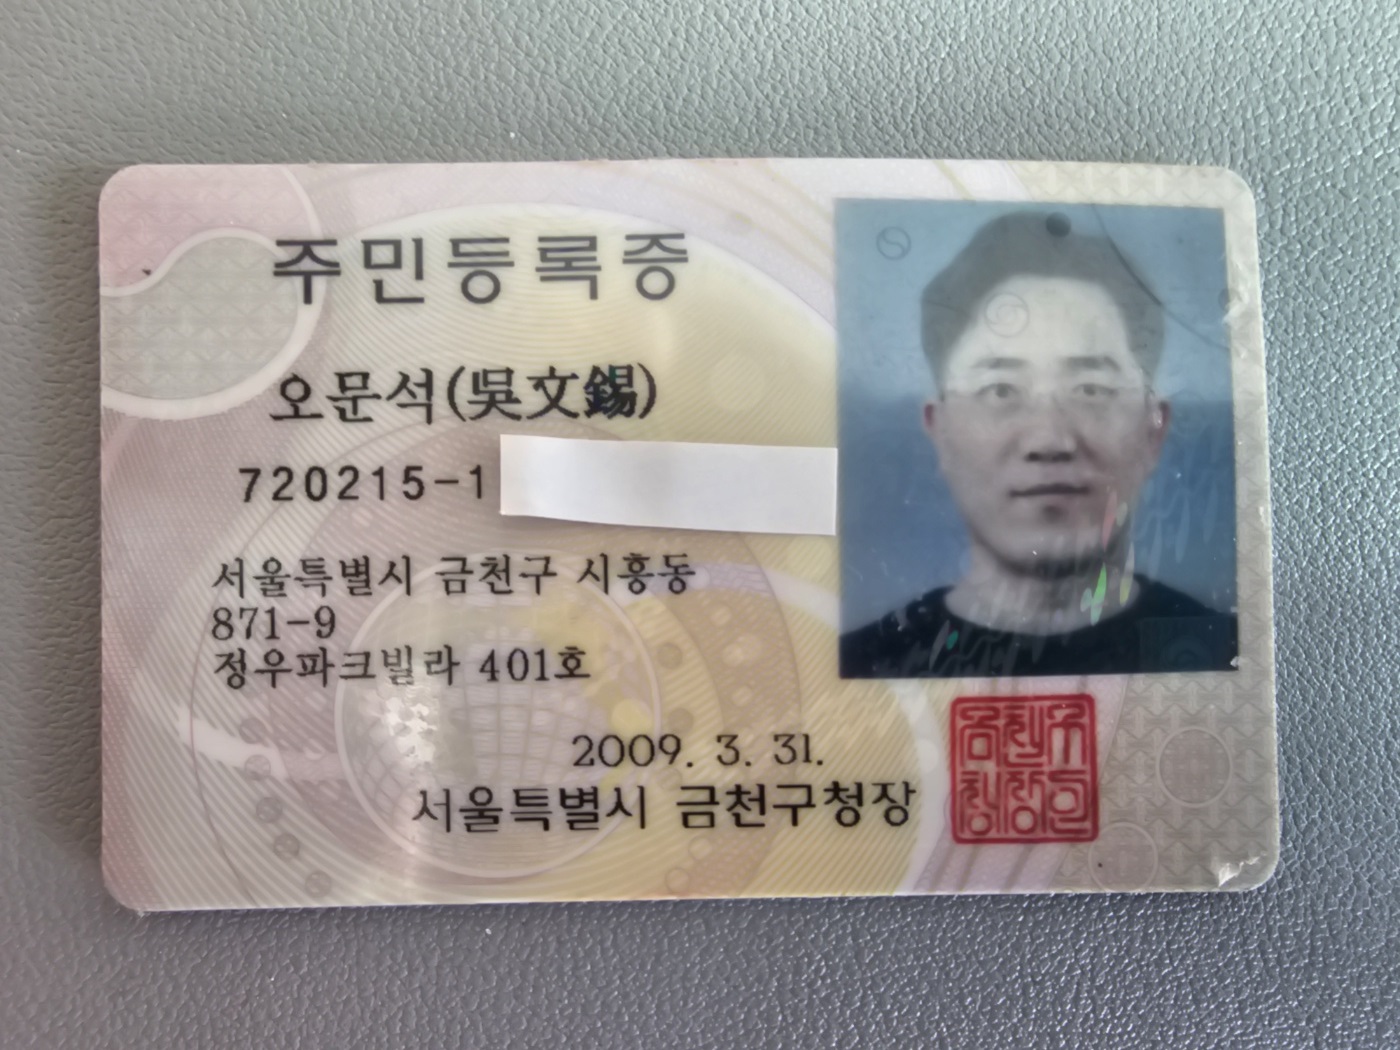 주민등록증
오문석(吳文錫)
720215-1
서울특별시 금천구 시흥동
871-9
정우파크빌라 401호
2009. 3. 31.
서울특별시 금천구청장